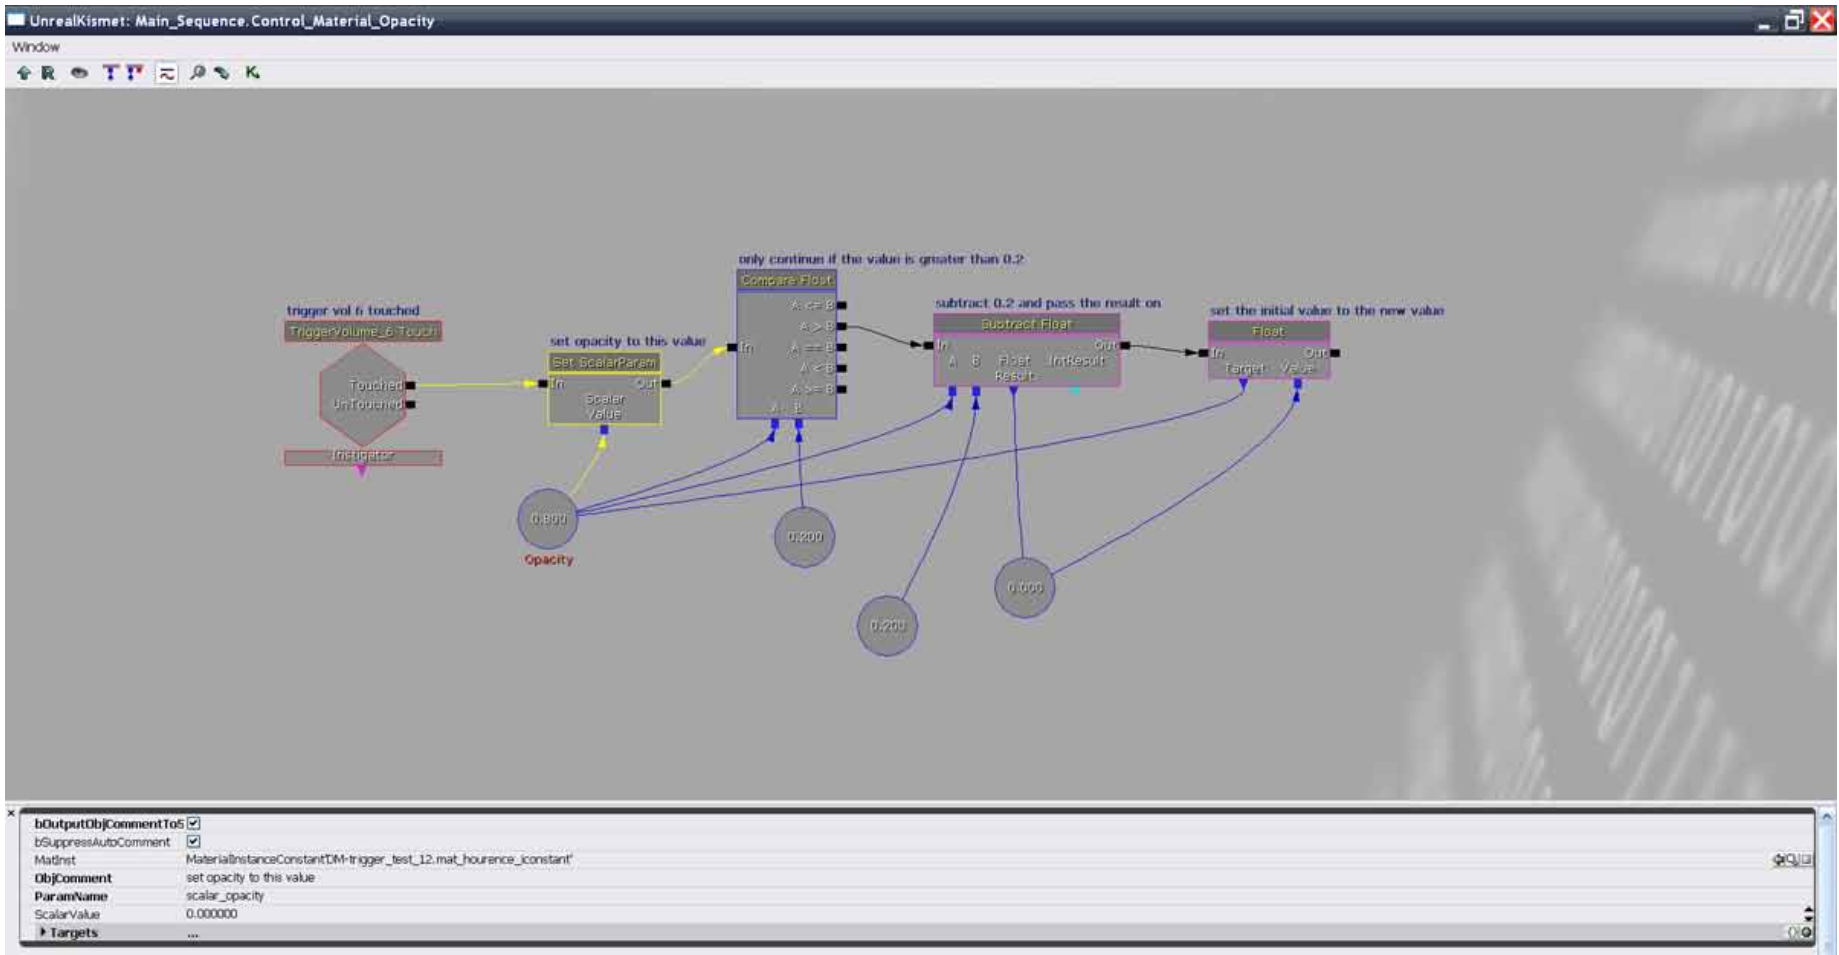 UnrealKismet: Main_Sequence.Control_Material_Opacity
Window
only continue if the value is greater than 0.2
Compare Float
A <= B
A > B
A == B
A < B
A >= B
In
A B
trigger vol 6 touched
TriggerVolume_6 Touch
Touched
UnTouched
Instigator
set opacity to this value
Set ScalarParam
In Out
Scalar
Value
subtract 0.2 and pass the result on
Subtract Float
In Out
A B Float IntResult
Result
set the initial value to the new value
Float
In Out
Target Value
Opacity
0.200
0.200
0.000
bOutputObjCommentToS
bSuppressAutoComment
MatInst MaterialInstanceConstant'DM-trigger_test_12.mat_hourence_iconstant'
ObjComment set opacity to this value
ParamName scalar_opacity
ScalarValue 0.000000
Targets ...